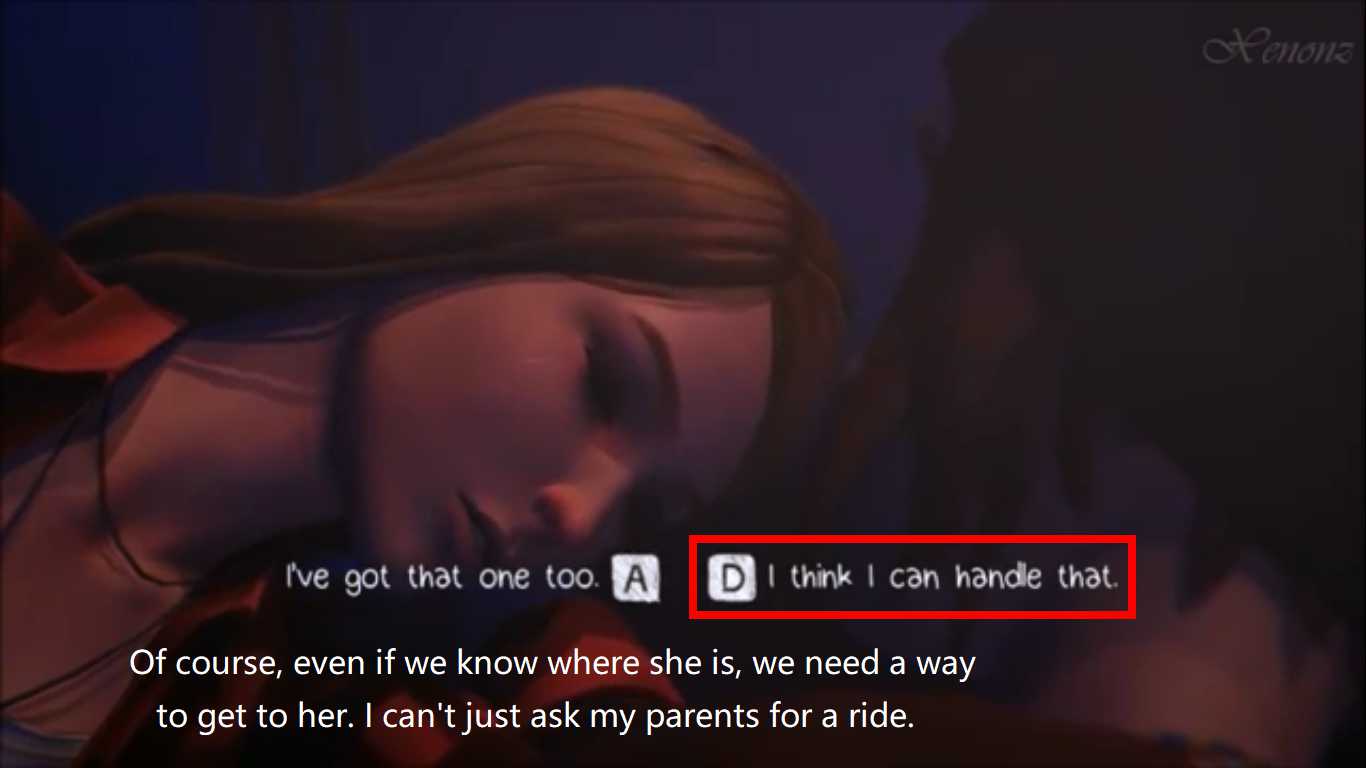 Xenonz
I've got that one too. A
D I think I can handle that.
Of course, even if we know where she is, we need a way
to get to her. I can't just ask my parents for a ride.